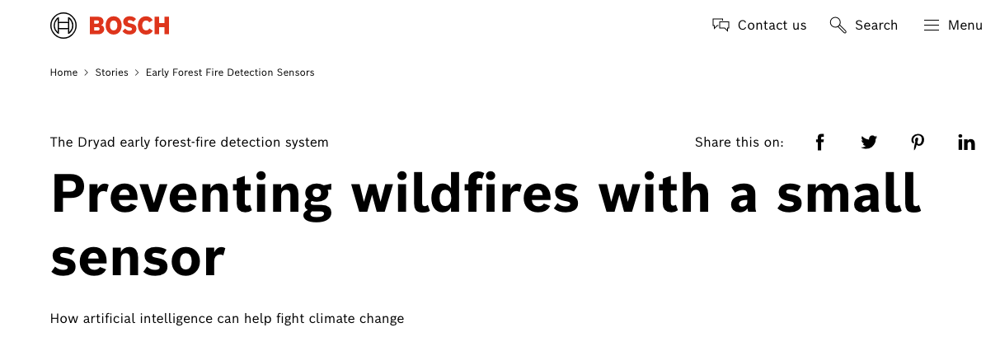 BOSCH
Contact us
Search
Menu
Home > Stories > Early Forest Fire Detection Sensors
The Dryad early forest-fire detection system
Share this on:
Preventing wildfires with a small
sensor
How artificial intelligence can help fight climate change